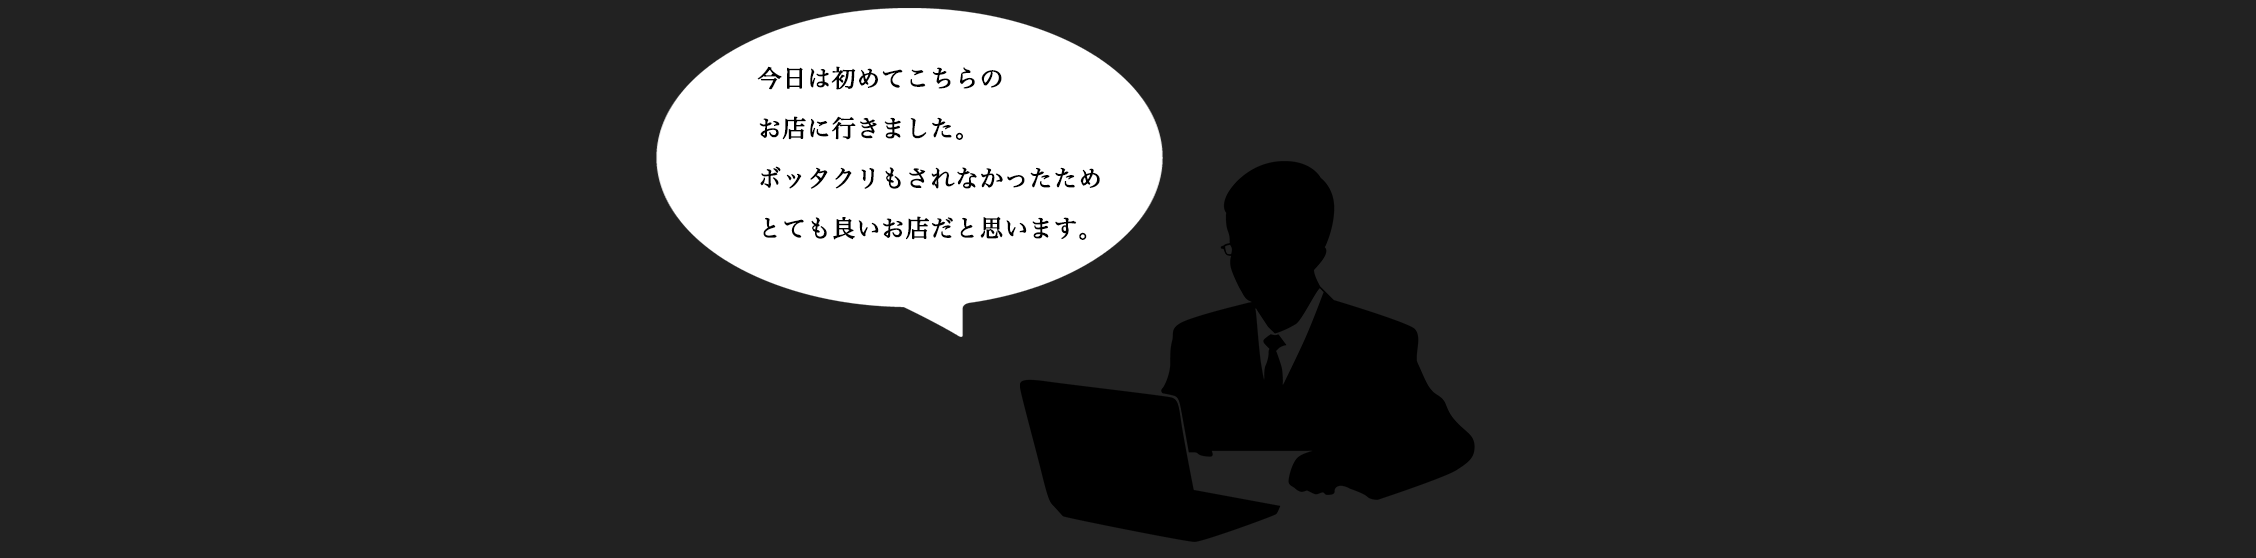 今日は初めてこちらの
お店に行きました。
ボッタクリもされなかったため
とても良いお店だと思います。